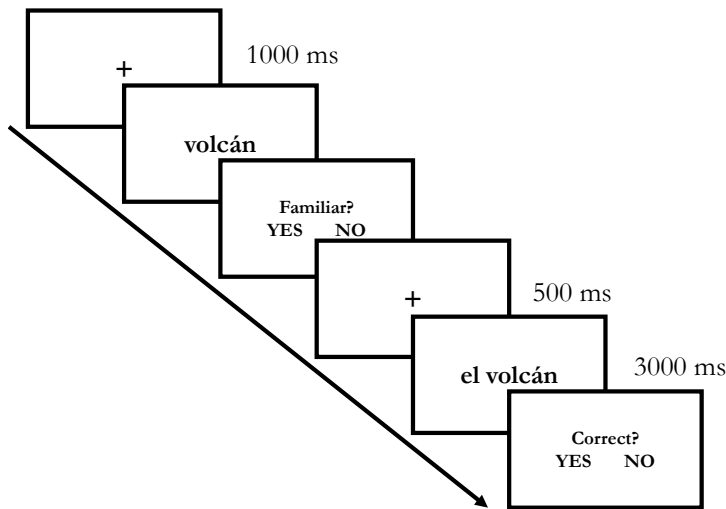 +
1000 ms
volcán
Familiar?
YES NO
+
500 ms
el volcán
3000 ms
Correct?
YES NO